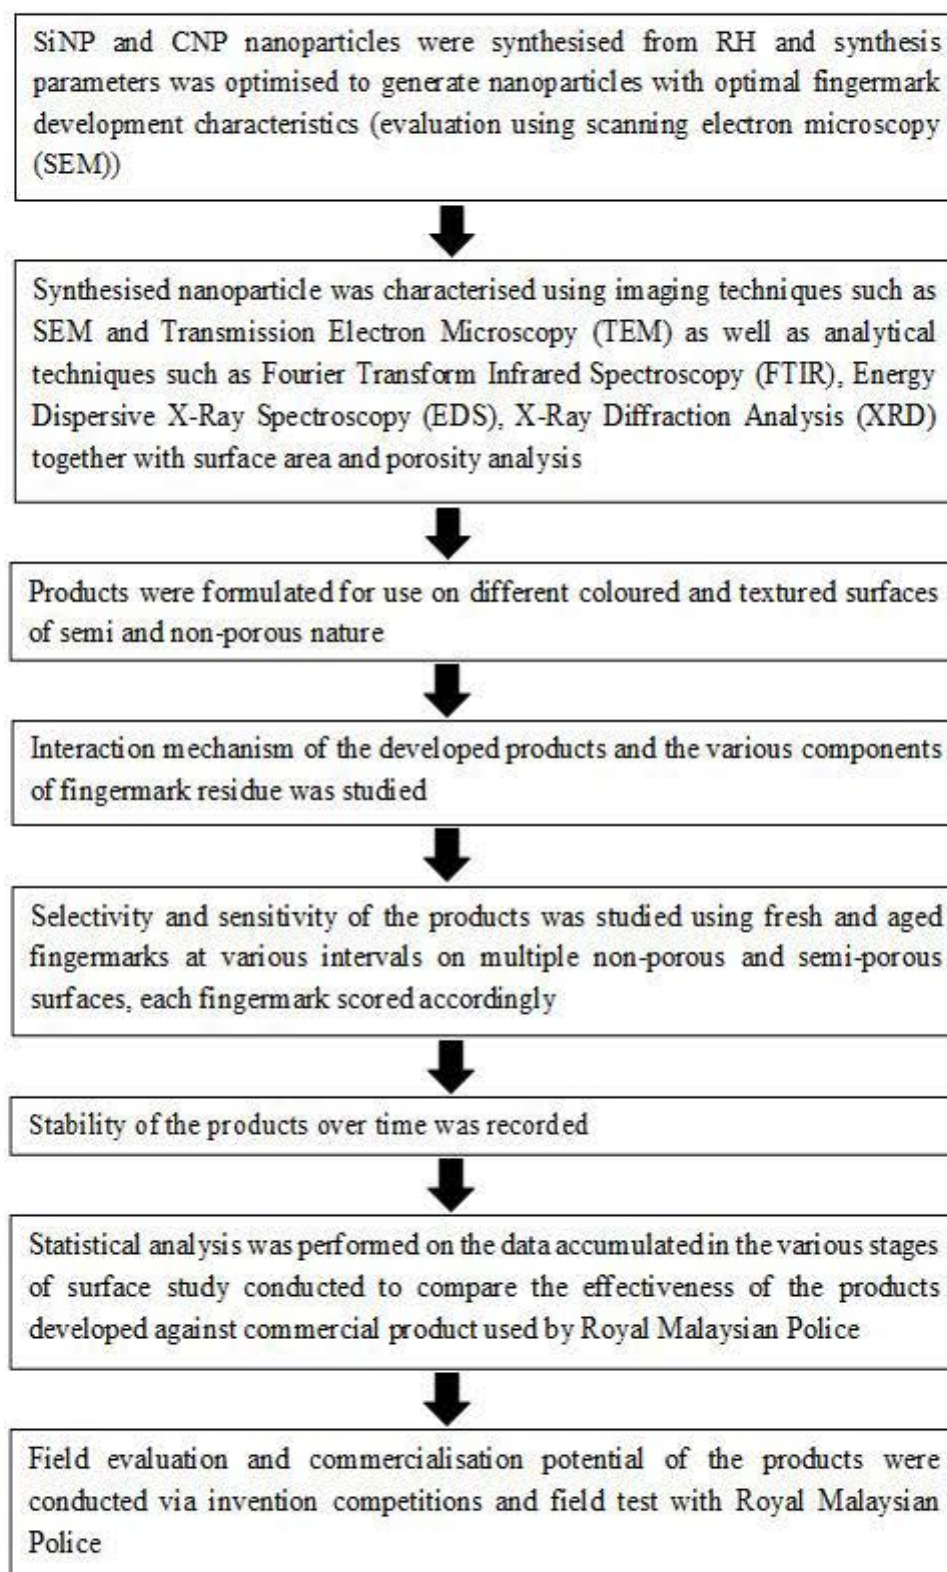 SiNP and CNP nanoparticles were synthesised from RH and synthesis
parameters was optimised to generate nanoparticles with optimal fingermark
development characteristics (evaluation using scanning electron microscopy
(SEM))
Synthesised nanoparticle was characterised using imaging techniques such as
SEM and Transmission Electron Microscopy (TEM) as well as analytical
techniques such as Fourier Transform Infrared Spectroscopy (FTIR), Energy
Dispersive X-Ray Spectroscopy (EDS), X-Ray Diffraction Analysis (XRD)
together with surface area and porosity analysis
Products were formulated for use on different coloured and textured surfaces
of semi and non-porous nature
Interaction mechanism of the developed products and the various components
of fingermark residue was studied
Selectivity and sensitivity of the products was studied using fresh and aged
fingermarks at various intervals on multiple non-porous and semi-porous
surfaces, each fingermark scored accordingly
Stability of the products over time was recorded
Statistical analysis was performed on the data accumulated in the various stages
of surface study conducted to compare the effectiveness of the products
developed against commercial product used by Royal Malaysian Police
Field evaluation and commercialisation potential of the products were
conducted via invention competitions and field test with Royal Malaysian
Police